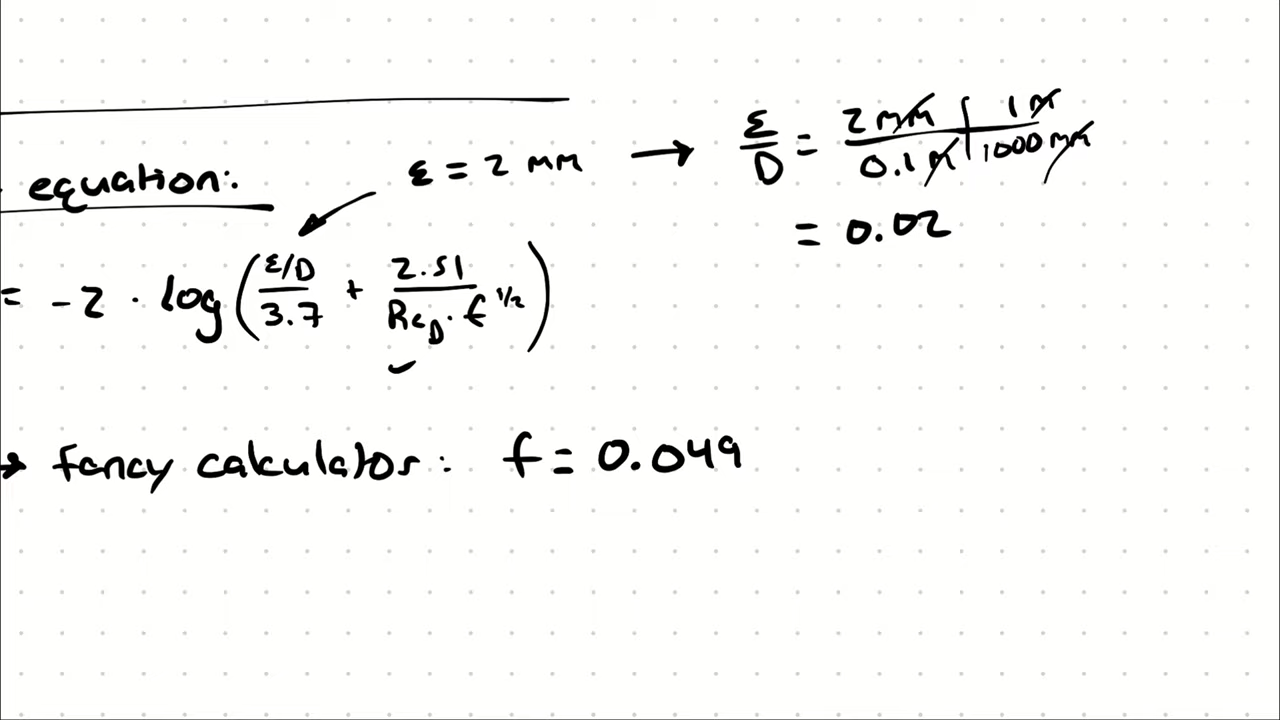 equation:
ε = 2 mm → ε/D = 2 mm / 0.1 m | 1 m / 1000 mm
= 0.02
= -2 · log( (ε/D)/3.7 + 2.51/(Re_D · f^1/2) )
→ fancy calculator: f = 0.049